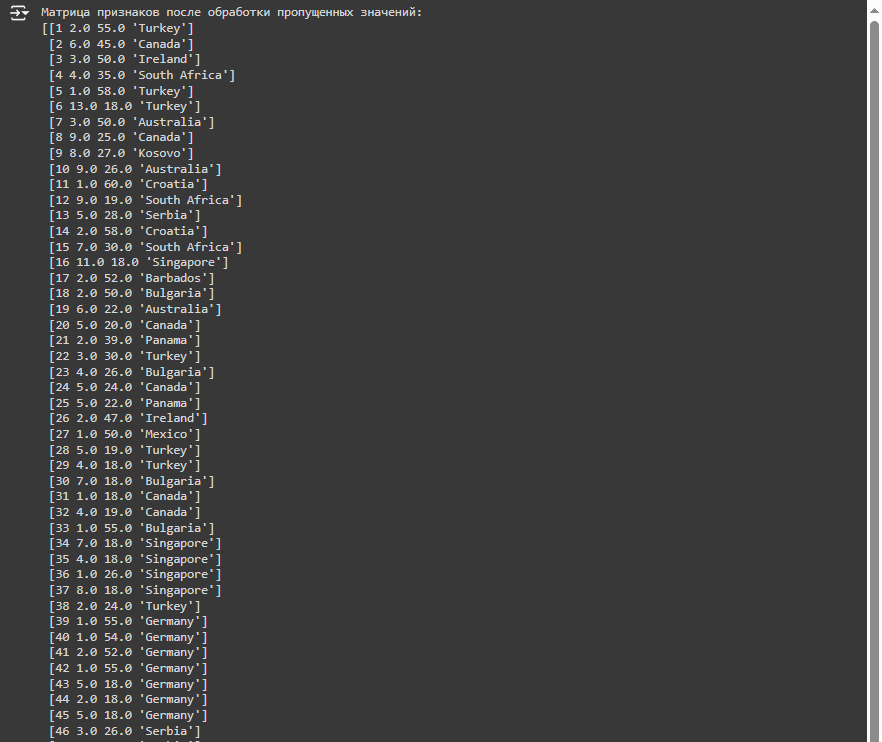 Матрица признаков после обработки пропущенных значений:
[[1 2.0 55.0 'Turkey']
[2 6.0 45.0 'Canada']
[3 3.0 50.0 'Ireland']
[4 4.0 35.0 'South Africa']
[5 1.0 58.0 'Turkey']
[6 13.0 18.0 'Turkey']
[7 3.0 50.0 'Australia']
[8 9.0 25.0 'Canada']
[9 8.0 27.0 'Kosovo']
[10 9.0 26.0 'Australia']
[11 1.0 60.0 'Croatia']
[12 9.0 19.0 'South Africa']
[13 5.0 28.0 'Serbia']
[14 2.0 58.0 'Croatia']
[15 7.0 30.0 'South Africa']
[16 11.0 18.0 'Singapore']
[17 2.0 52.0 'Barbados']
[18 2.0 50.0 'Bulgaria']
[19 6.0 22.0 'Australia']
[20 5.0 20.0 'Canada']
[21 2.0 39.0 'Panama']
[22 3.0 30.0 'Turkey']
[23 4.0 26.0 'Bulgaria']
[24 5.0 24.0 'Canada']
[25 5.0 22.0 'Panama']
[26 2.0 47.0 'Ireland']
[27 1.0 50.0 'Mexico']
[28 5.0 19.0 'Turkey']
[29 4.0 18.0 'Turkey']
[30 7.0 18.0 'Bulgaria']
[31 1.0 18.0 'Canada']
[32 4.0 19.0 'Canada']
[33 1.0 55.0 'Bulgaria']
[34 7.0 18.0 'Singapore']
[35 4.0 18.0 'Singapore']
[36 1.0 26.0 'Singapore']
[37 8.0 18.0 'Singapore']
[38 2.0 24.0 'Turkey']
[39 1.0 55.0 'Germany']
[40 1.0 54.0 'Germany']
[41 2.0 52.0 'Germany']
[42 1.0 55.0 'Germany']
[43 5.0 18.0 'Germany']
[44 2.0 18.0 'Germany']
[45 5.0 18.0 'Germany']
[46 3.0 26.0 'Serbia']